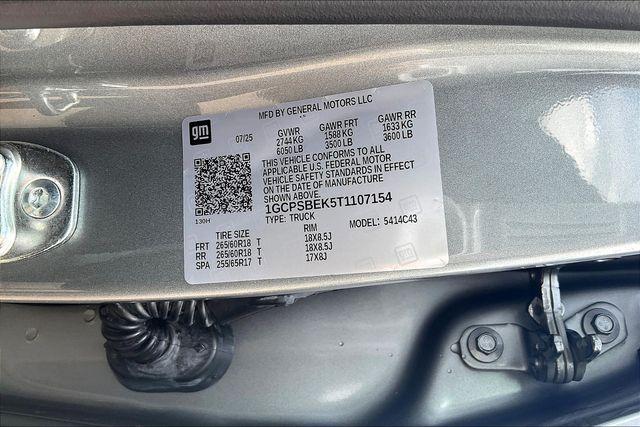 MFD BY GENERAL MOTORS LLC
gm
07/25
GVWR GAWR FRT GAWR RR
2744 KG 1588 KG 1633 KG
6050 LB 3500 LB 3600 LB
THIS VEHICLE CONFORMS TO ALL
APPLICABLE U.S. FEDERAL MOTOR
VEHICLE SAFETY STANDARDS IN EFFECT
ON THE DATE OF MANUFACTURE
SHOWN ABOVE.
1GCPSBEK5T1107154
TYPE: TRUCK MODEL: 5414C43
130H
TIRE SIZE RIM
FRT 265/60R18 T 18X8.5J
RR 265/60R18 T 18X8.5J
SPA 255/65R17 T 17X8J